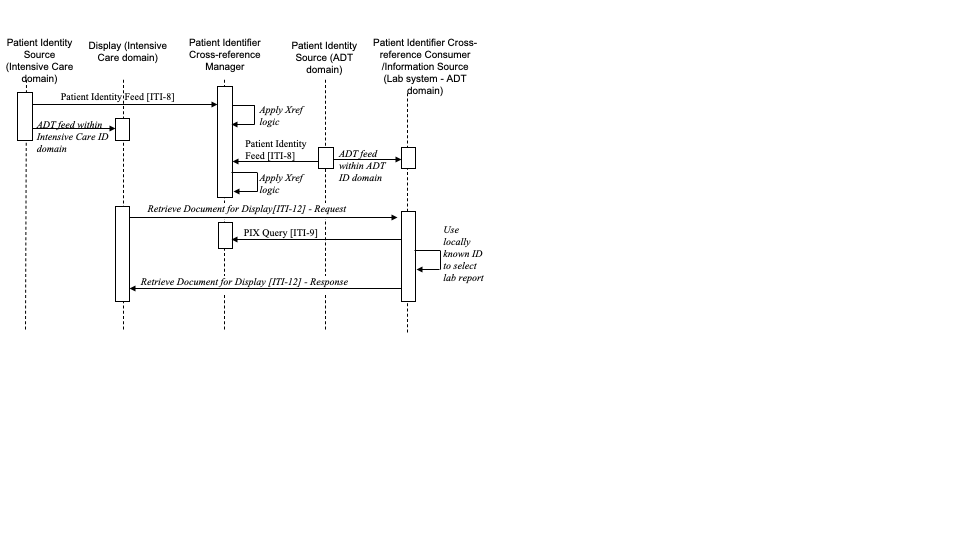 Patient Identity
Source
(Intensive Care
domain)
Display (Intensive
Care domain)
Patient Identifier
Cross-reference
Manager
Patient Identity
Source (ADT
domain)
Patient Identifier Cross-
reference Consumer
/Information Source
(Lab system - ADT
domain)
Patient Identity Feed [ITI-8]
Apply Xref
logic
ADT feed within
Intensive Care ID
domain
Patient Identity
Feed [ITI-8]
ADT feed
within ADT
ID domain
Apply Xref
logic
Retrieve Document for Display[ITI-12] - Request
PIX Query [ITI-9]
Use
locally
known ID
to select
lab report
Retrieve Document for Display [ITI-12] - Response